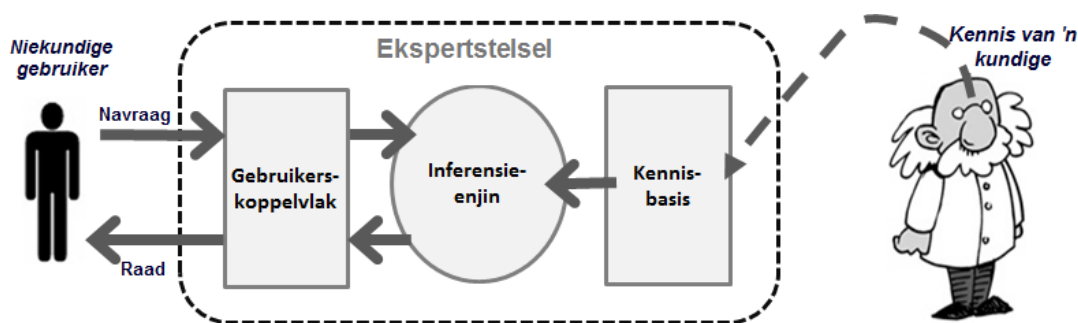 Niekundige
gebruiker
Ekspertstelsel
Kennis van 'n
kundige
Navraag
Gebruikers-
koppelvlak
Inferensie-
enjin
Kennis-
basis
Raad